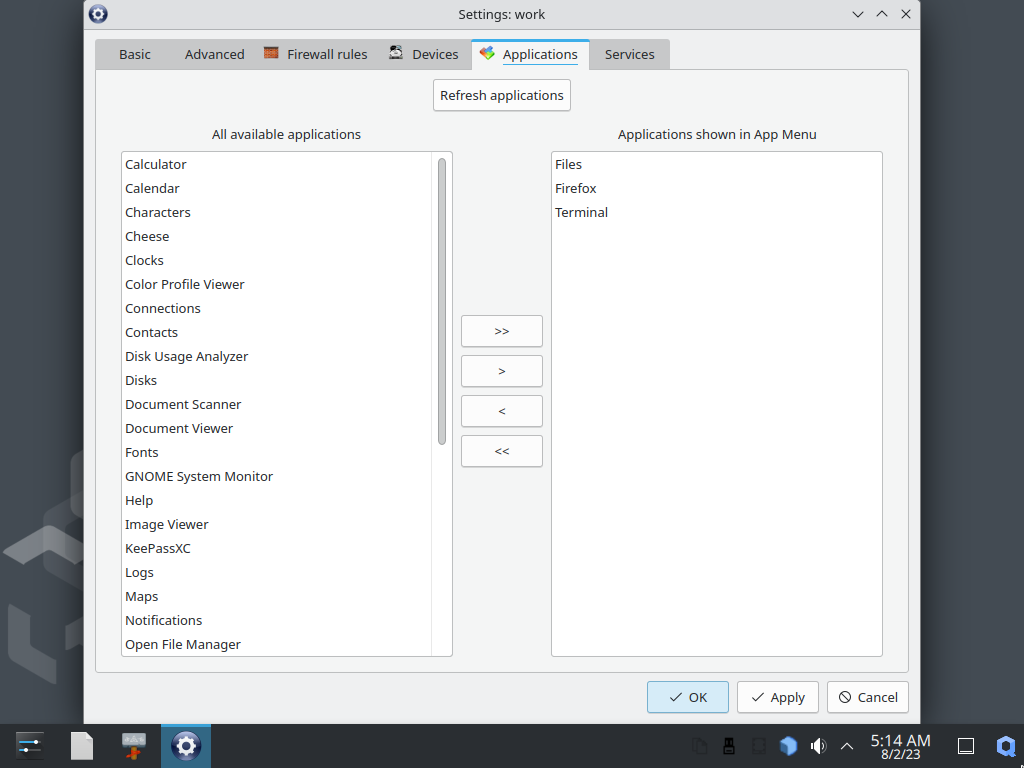 Settings: work
Basic
Advanced
Firewall rules
Devices
Applications
Services
Refresh applications
All available applications
Applications shown in App Menu
Calculator
Calendar
Characters
Cheese
Clocks
Color Profile Viewer
Connections
Contacts
Disk Usage Analyzer
Disks
Document Scanner
Document Viewer
Fonts
GNOME System Monitor
Help
Image Viewer
KeePassXC
Logs
Maps
Notifications
Open File Manager
>>
>
<
<<
Files
Firefox
Terminal
OK
Apply
Cancel
5:14 AM
8/2/23